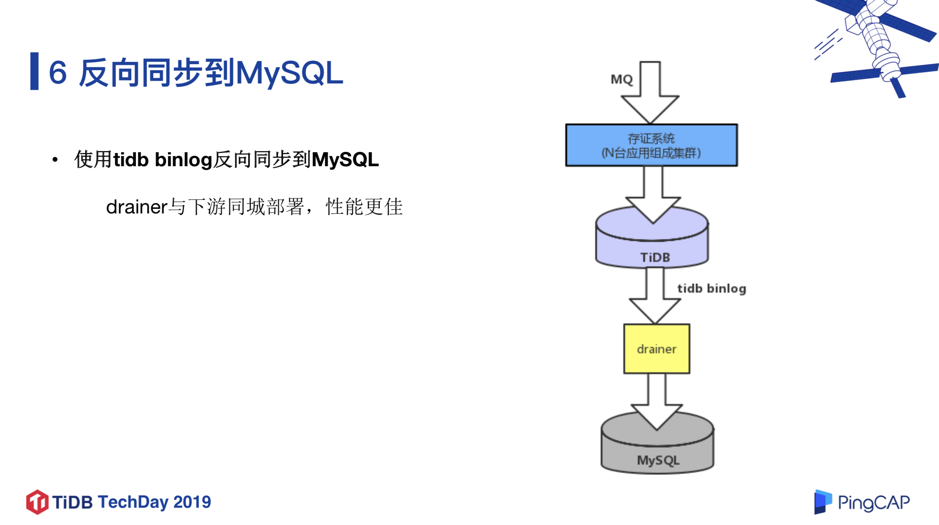 6 反向同步到MySQL
• 使用tidb binlog反向同步到MySQL
drainer与下游同城部署，性能更佳
MQ
存证系统
(N台应用组成集群)
TiDB
tidb binlog
drainer
MySQL
TiDB TechDay 2019
PingCAP